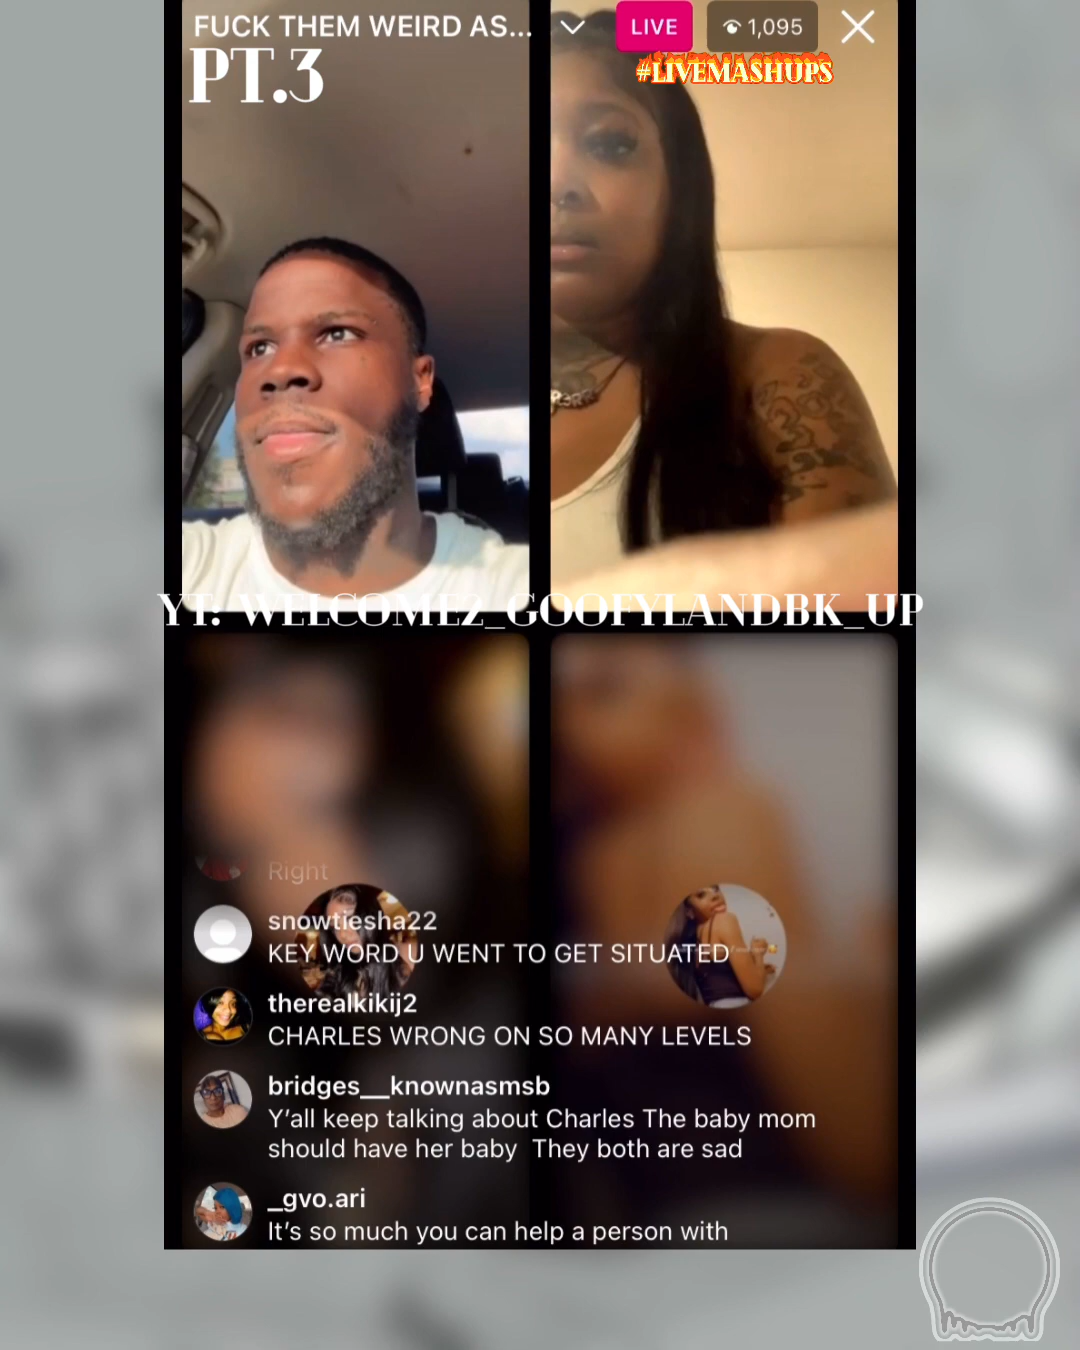 FUCK THEM WEIRD AS...
LIVE
1,095
PT.3
#LIVEMASHUPS
YT: WELCOME2_GOOFYLANDBK_UP
Right
snowtiesha22
KEY WORD U WENT TO GET SITUATED
therealkikij2
CHARLES WRONG ON SO MANY LEVELS
bridges__knownasmsb
Y’all keep talking about Charles The baby mom
should have her baby They both are sad
_gvo.ari
It’s so much you can help a person with